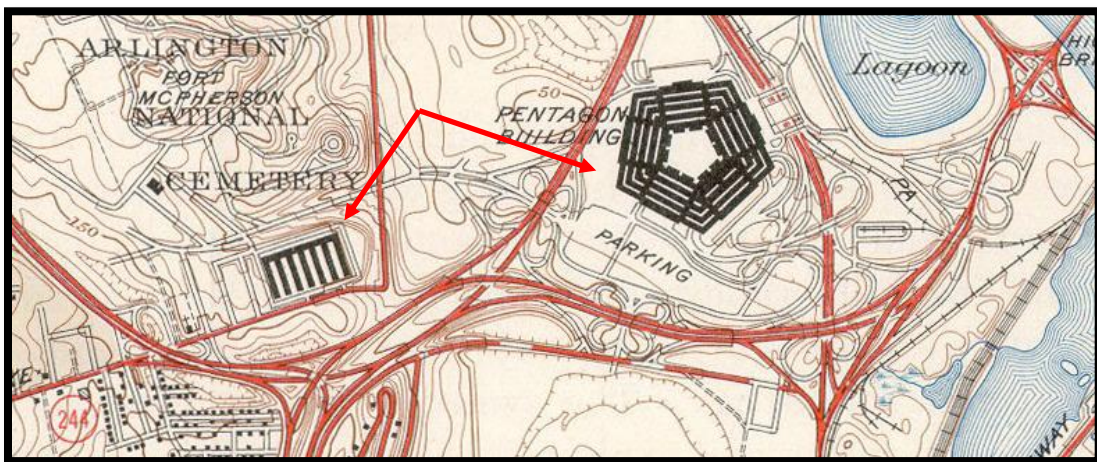 ARLINGTON
FORT
MCPHERSON
NATIONAL
CEMETERY
150
50
PENTAGON
BUILDING
PARKING
Lagoon
PA
WAY
244